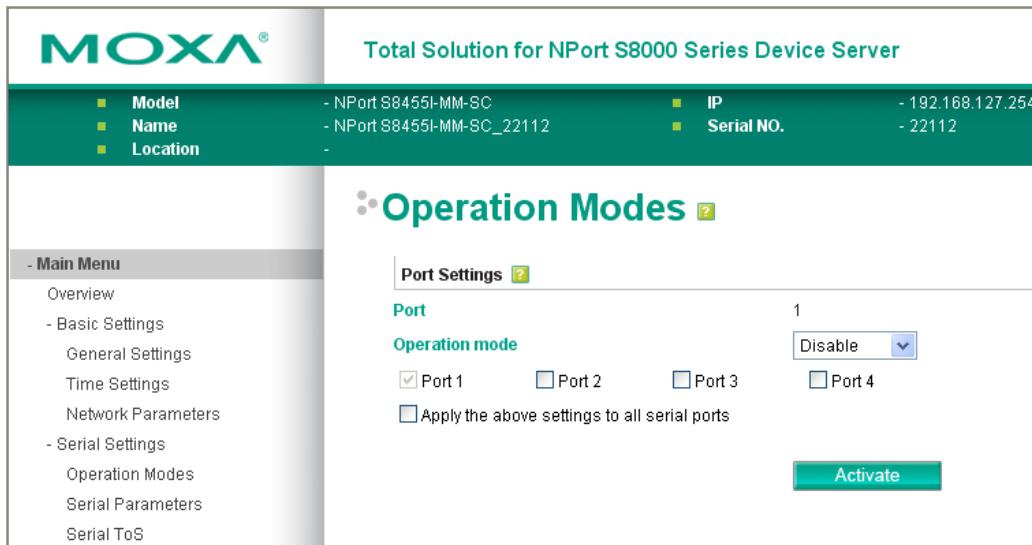 MOXA®
Total Solution for NPort S8000 Series Device Server
Model - NPort S8455I-MM-SC IP - 192.168.127.254
Name - NPort S8455I-MM-SC_22112 Serial NO. - 22112
Location -
Operation Modes ?
- Main Menu
Overview
- Basic Settings
General Settings
Time Settings
Network Parameters
- Serial Settings
Operation Modes
Serial Parameters
Serial ToS
Port Settings ?
Port 1
Operation mode Disable
Port 1 Port 2 Port 3 Port 4
Apply the above settings to all serial ports
Activate